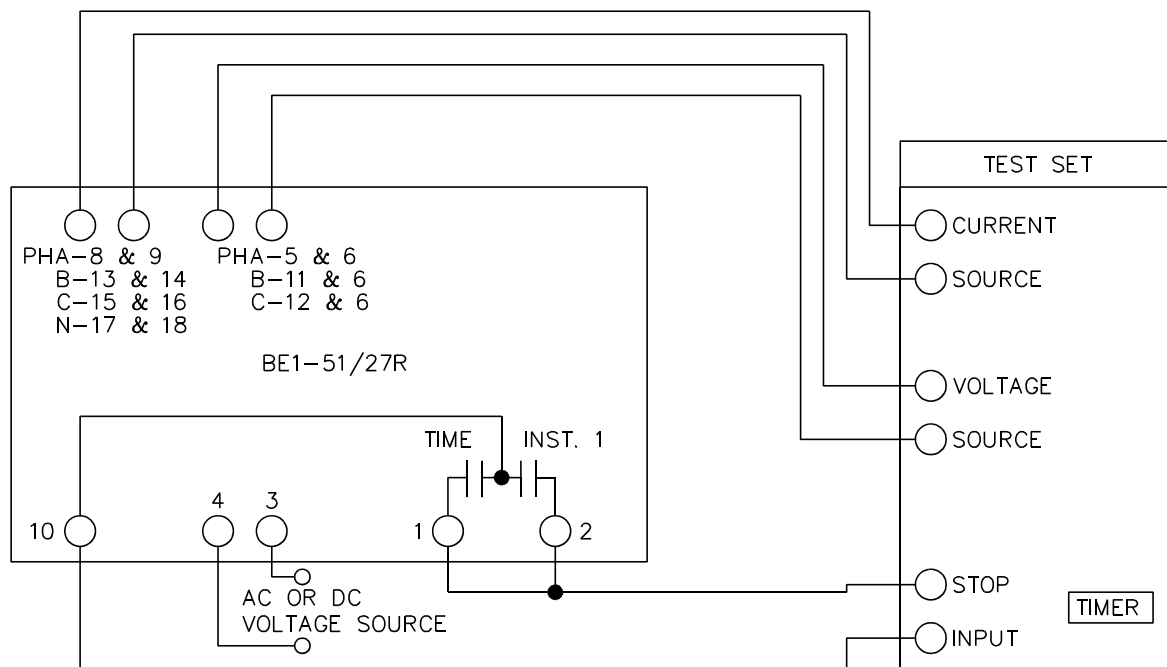 TEST SET
CURRENT
SOURCE
VOLTAGE
SOURCE
PHA-8 & 9
B-13 & 14
C-15 & 16
N-17 & 18
PHA-5 & 6
B-11 & 6
C-12 & 6
BE1-51/27R
TIME
INST. 1
10
4
3
1
2
AC OR DC
VOLTAGE SOURCE
STOP
INPUT
TIMER